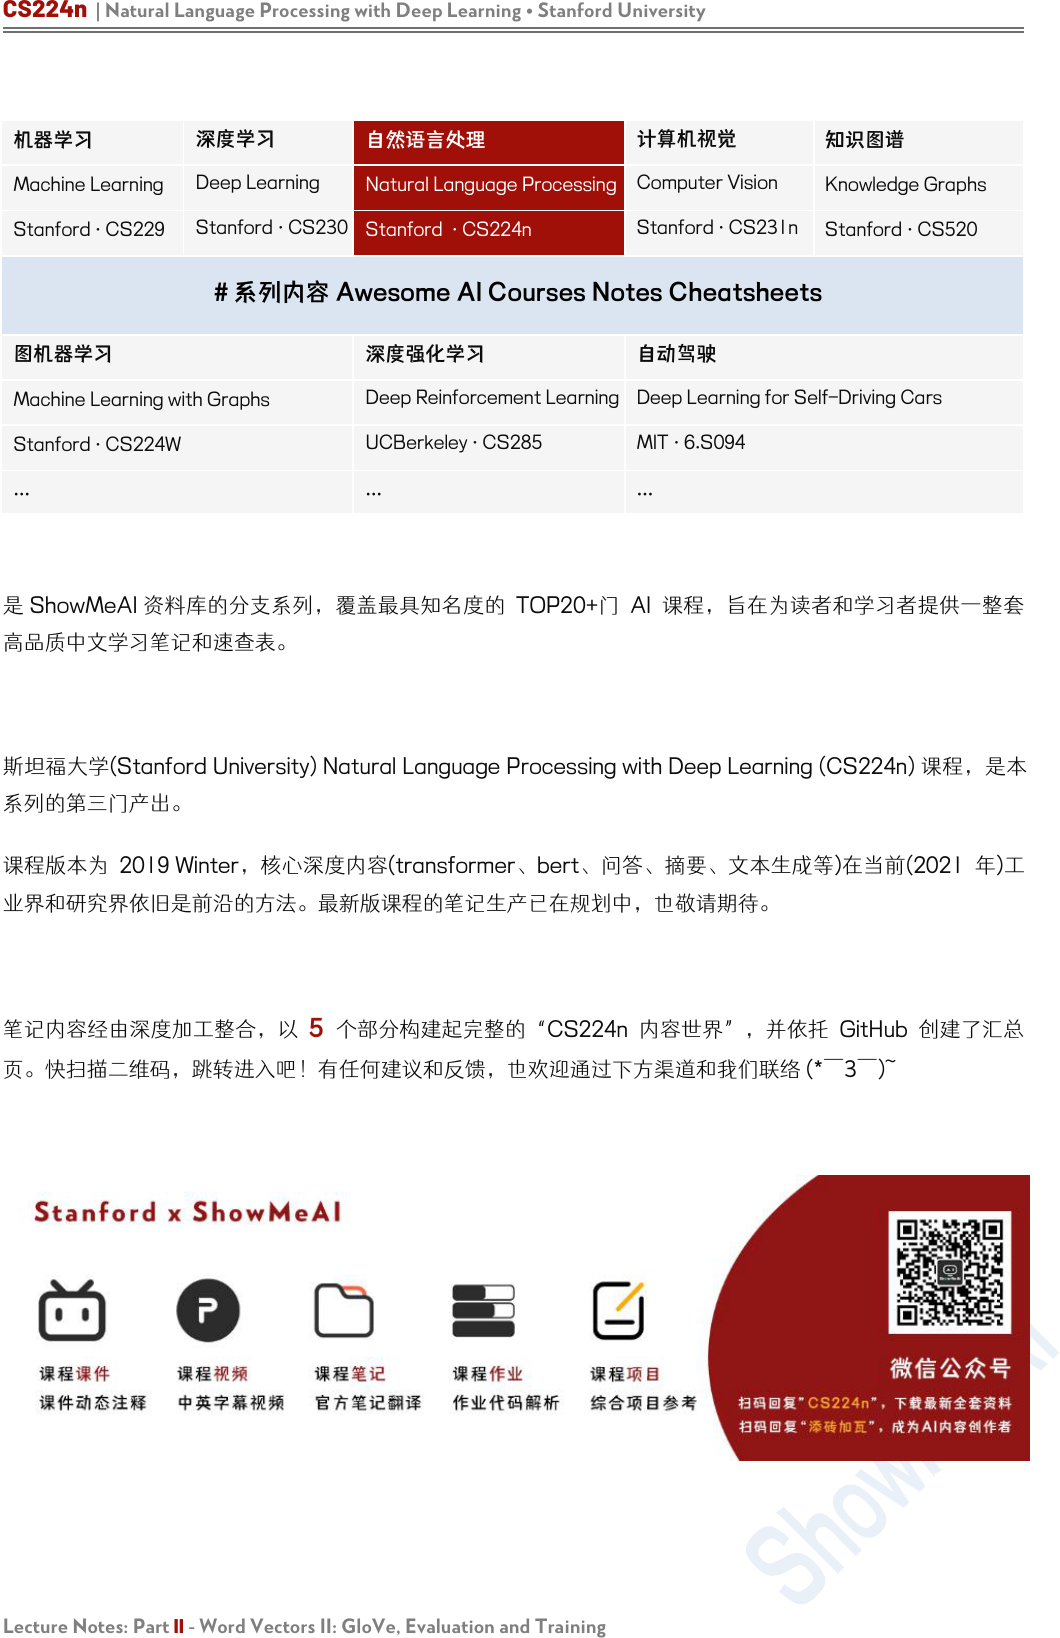 CS224n | Natural Language Processing with Deep Learning • Stanford University
机器学习 深度学习 自然语言处理 计算机视觉 知识图谱
Machine Learning Deep Learning Natural Language Processing Computer Vision Knowledge Graphs
Stanford · CS229 Stanford · CS230 Stanford · CS224n Stanford · CS231n Stanford · CS520
# 系列内容 Awesome AI Courses Notes Cheatsheets
图机器学习 深度强化学习 自动驾驶
Machine Learning with Graphs Deep Reinforcement Learning Deep Learning for Self-Driving Cars
Stanford · CS224W UCBerkeley · CS285 MIT · 6.S094
... ... ...
是 ShowMeAI 资料库的分支系列，覆盖最具知名度的 TOP20+门 AI 课程，旨在为读者和学习者提供一整套
高品质中文学习笔记和速查表。
斯坦福大学(Stanford University) Natural Language Processing with Deep Learning (CS224n) 课程，是本
系列的第三门产出。
课程版本为 2019 Winter，核心深度内容(transformer、bert、问答、摘要、文本生成等)在当前(2021 年)工
业界和研究界依旧是前沿的方法。最新版课程的笔记生产已在规划中，也敬请期待。
笔记内容经由深度加工整合，以 5 个部分构建起完整的“CS224n 内容世界”，并依托 GitHub 创建了汇总
页。快扫描二维码，跳转进入吧！有任何建议和反馈，也欢迎通过下方渠道和我们联络 (*￣3￣)~
Stanford x ShowMeAI
课程课件 课程视频 课程笔记 课程作业 课程项目
课件动态注释 中英字幕视频 官方笔记翻译 作业代码解析 综合项目参考
微信公众号
扫码回复“CS224n”，下载最新全套资料
扫码回复“添砖加瓦”，成为AI内容创作者
Lecture Notes: Part II - Word Vectors II: GloVe, Evaluation and Training